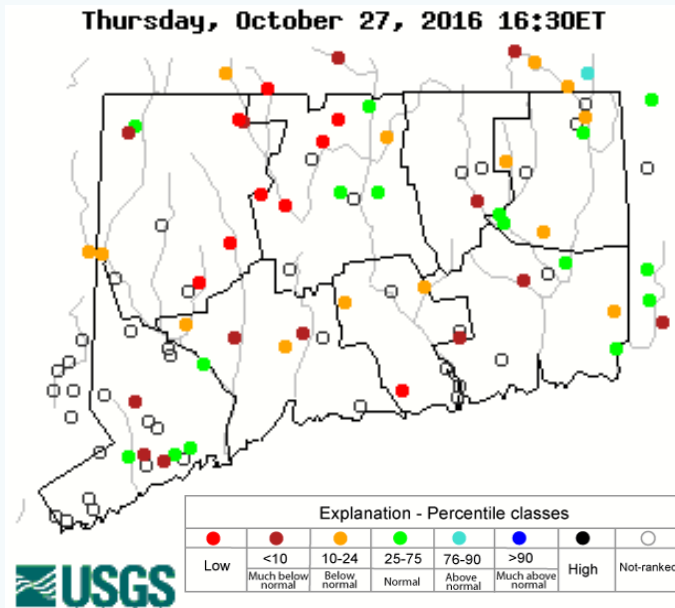 Thursday, October 27, 2016 16:30ET
Explanation - Percentile classes
Low <10 10-24 25-75 76-90 >90 High Not-ranked
Much below normal Below normal Normal Above normal Much above normal
USGS